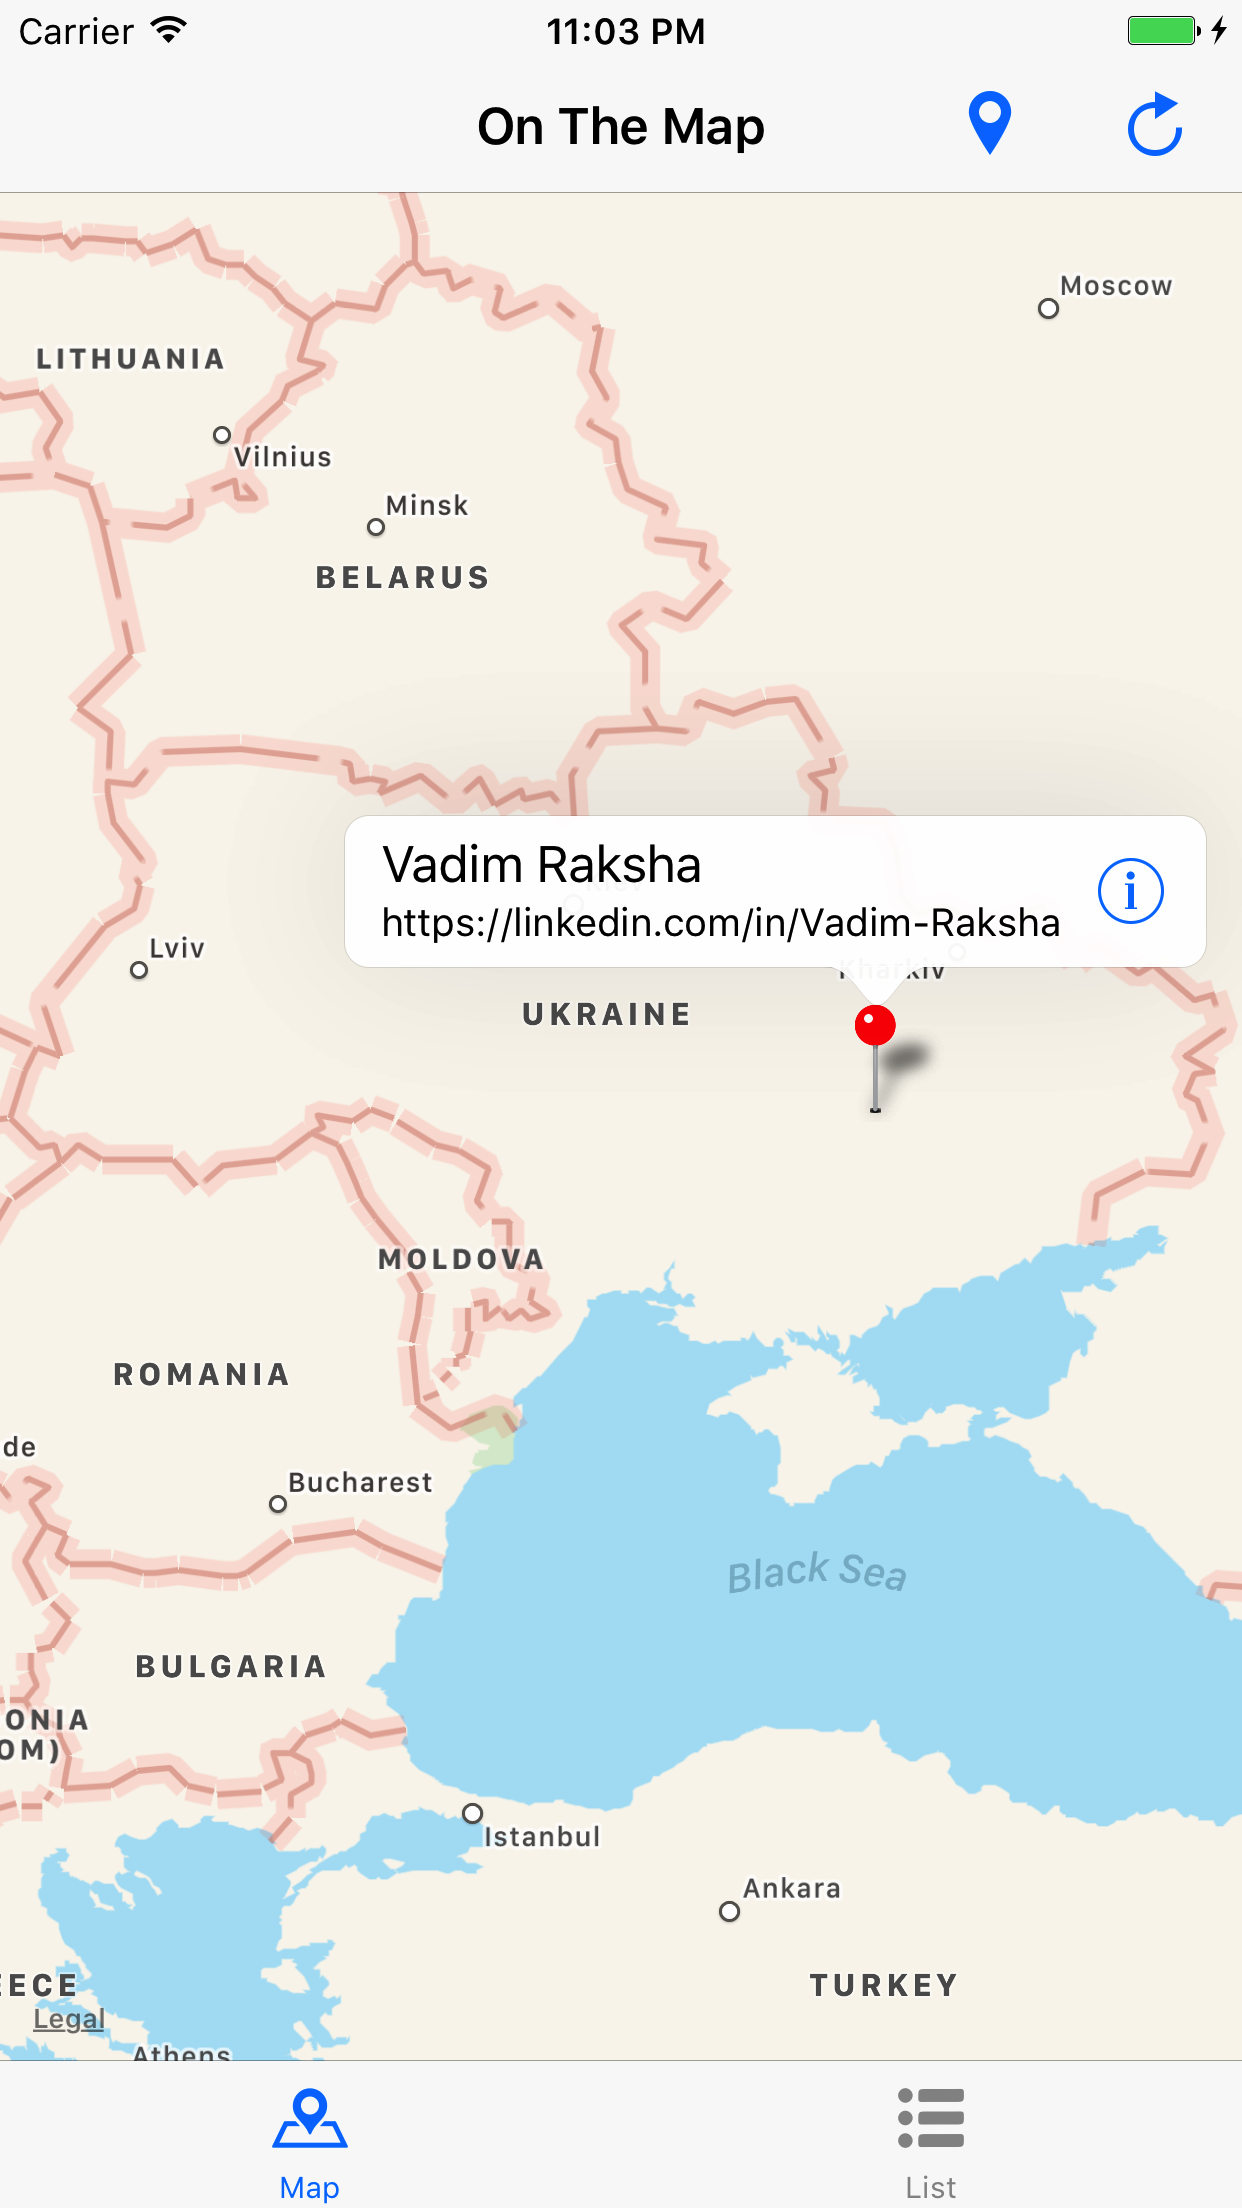 Carrier 11:03 PM
On The Map
Moscow
LITHUANIA
Vilnius
Minsk
BELARUS
Vadim Raksha
https://linkedin.com/in/Vadim-Raksha
Lviv
Kharkiv
UKRAINE
MOLDOVA
ROMANIA
de
Bucharest
Black Sea
BULGARIA
ONIA
OM)
Istanbul
Ankara
EECE
TURKEY
Legal
Athens
Map List